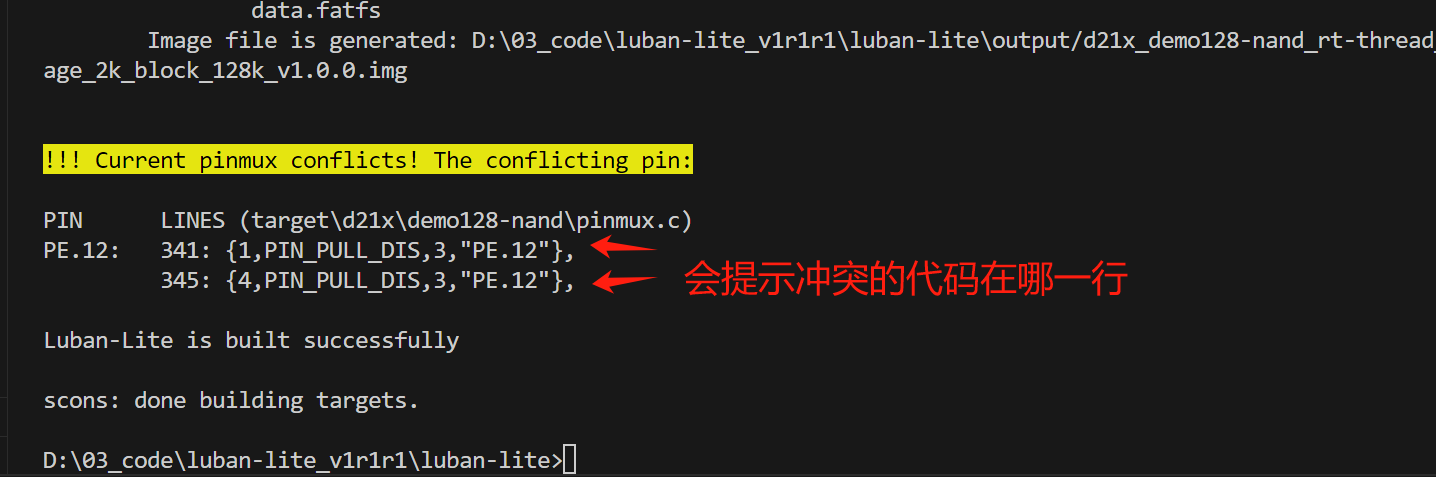 data.fatfs
Image file is generated: D:\03_code\luban-lite_v1r1r1\luban-lite\output/d21x_demo128-nand_rt-thread_
age_2k_block_128k_v1.0.0.img
!!! Current pinmux conflicts! The conflicting pin:
PIN LINES (target\d21x\demo128-nand\pinmux.c)
PE.12: 341: {1,PIN_PULL_DIS,3,"PE.12"},
345: {4,PIN_PULL_DIS,3,"PE.12"},
会提示冲突的代码在哪一行
Luban-Lite is built successfully
scons: done building targets.
D:\03_code\luban-lite_v1r1r1\luban-lite>